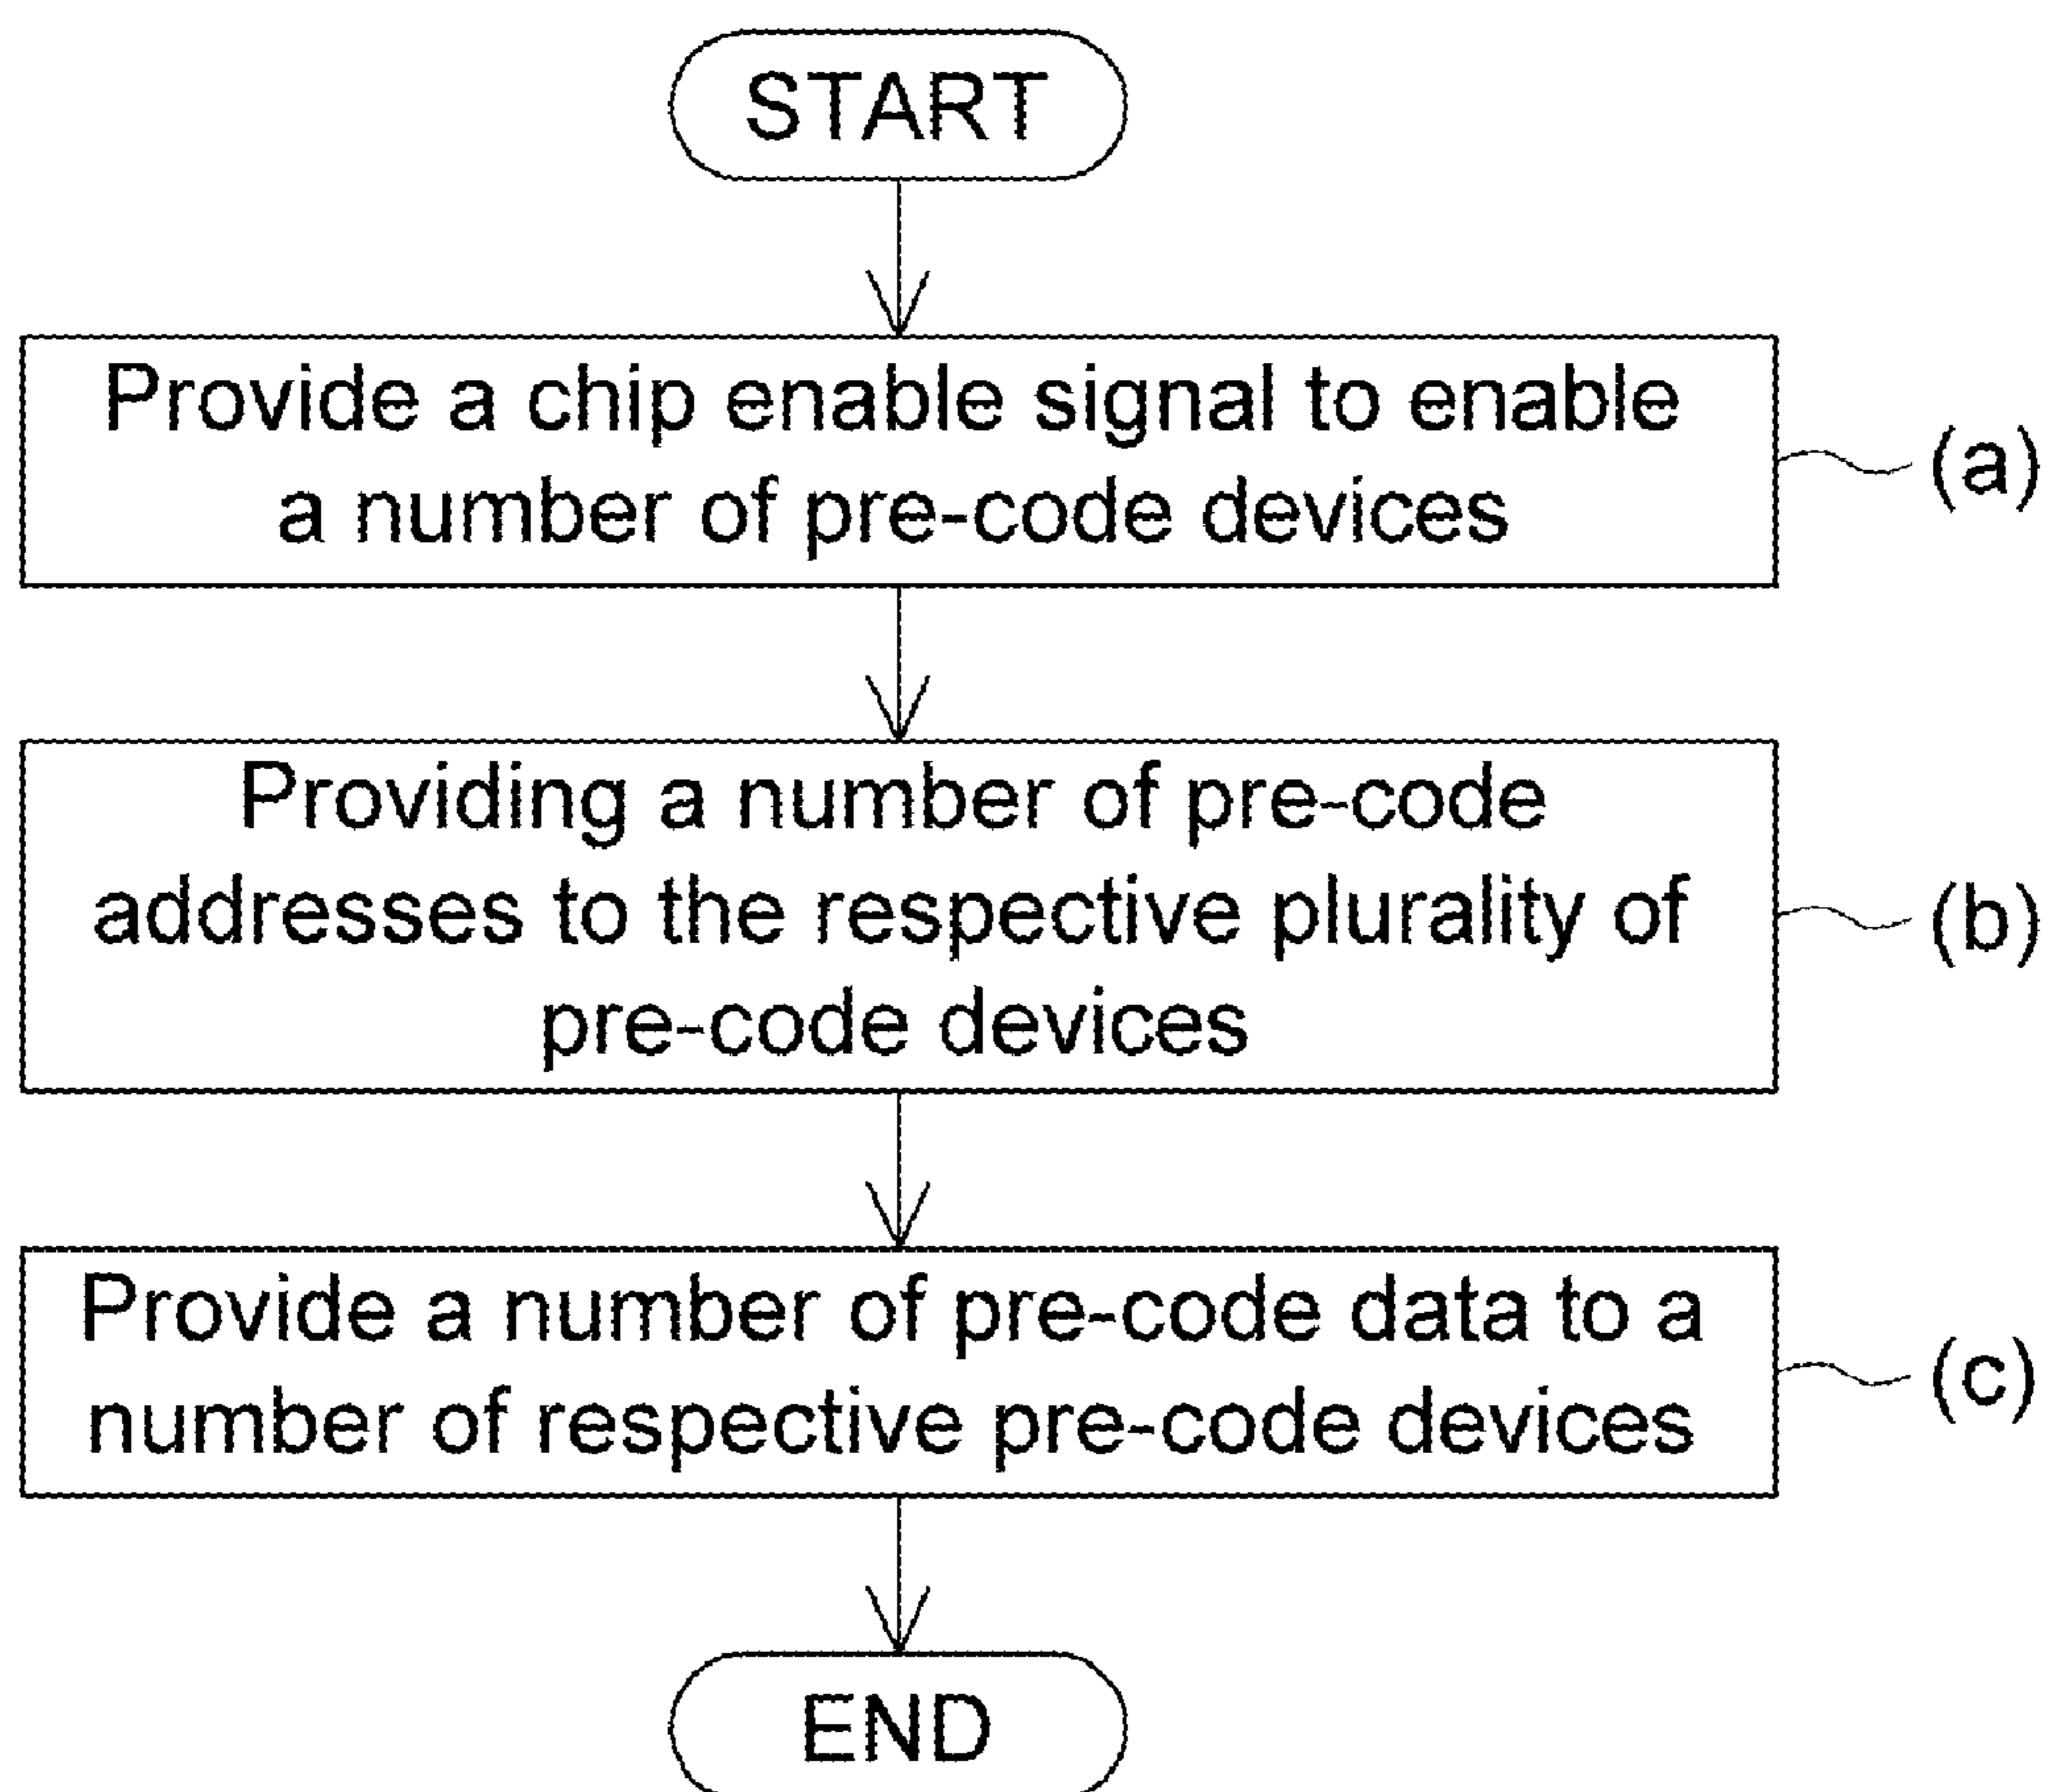 START
Provide a chip enable signal to enable
a number of pre-code devices
(a)
Providing a number of pre-code
addresses to the respective plurality of
pre-code devices
(b)
Provide a number of pre-code data to a
number of respective pre-code devices
(c)
END